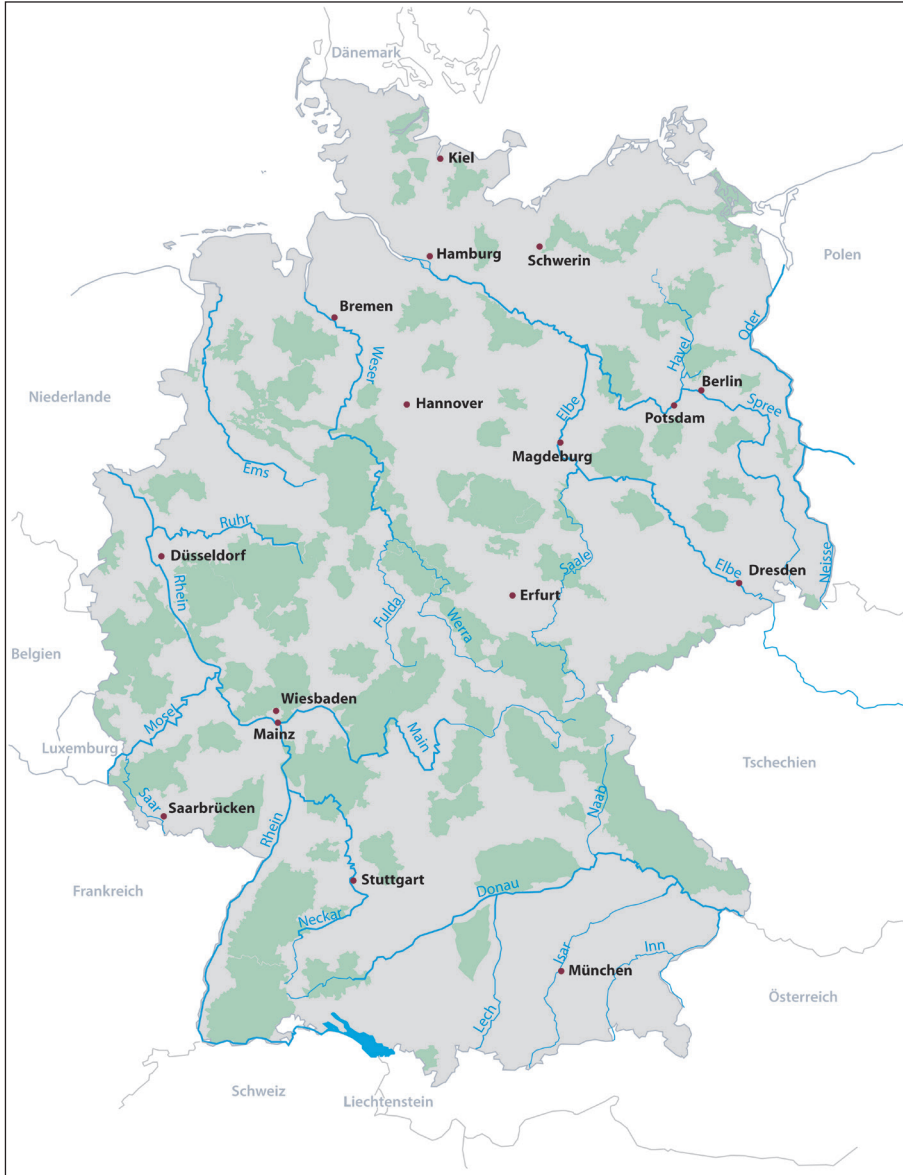 Dänemark
Kiel
Hamburg
Schwerin
Polen
Bremen
Oder
Havel
Weser
Berlin
Niederlande
Hannover
Elbe
Spree
Potsdam
Magdeburg
Ems
Ruhr
Düsseldorf
Saale
Elbe
Dresden
Neisse
Rhein
Erfurt
Fulda
Werra
Belgien
Wiesbaden
Mosel
Mainz
Main
Luxemburg
Tschechien
Saar
Saarbrücken
Naab
Rhein
Stuttgart
Frankreich
Donau
Neckar
Isar
Inn
München
Österreich
Lech
Schweiz
Liechtenstein